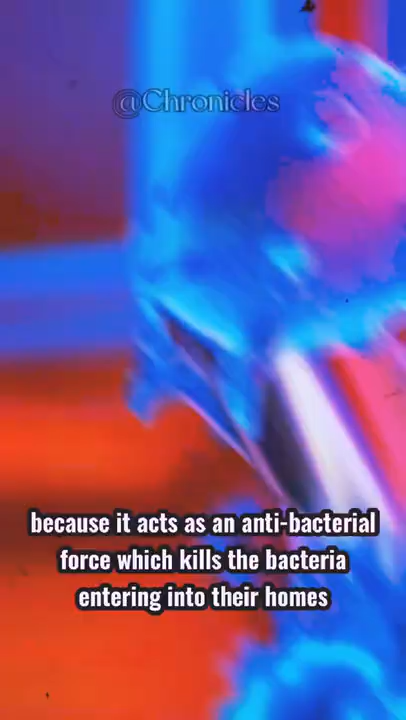 @Chronicles
because it acts as an anti-bacterial
force which kills the bacteria
entering into their homes